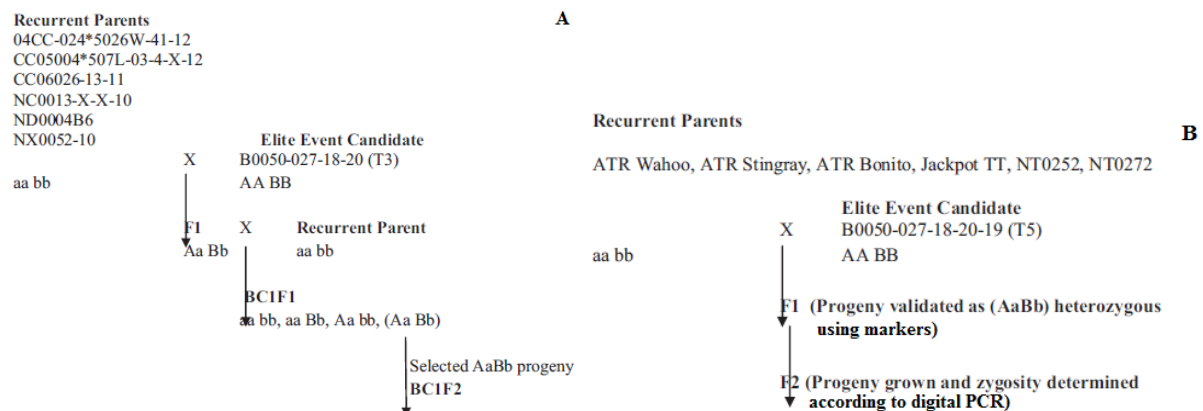 Recurrent Parents
04CC-024*5026W-41-12
CC05004*507L-03-4-X-12
CC06026-13-11
NC0013-X-X-10
ND0004B6
NX0052-10
A
Elite Event Candidate
X B0050-027-18-20 (T3)
aa bb AA BB
F1 X Recurrent Parent
Aa Bb aa bb
BC1F1
aa bb, aa Bb, Aa bb, (Aa Bb)
Selected AaBb progeny
BC1F2
B
Recurrent Parents
ATR Wahoo, ATR Stingray, ATR Bonito, Jackpot TT, NT0252, NT0272
Elite Event Candidate
X B0050-027-18-20-19 (T5)
aa bb AA BB
F1 (Progeny validated as (AaBb) heterozygous
using markers)
F2 (Progeny grown and zygosity determined
according to digital PCR)